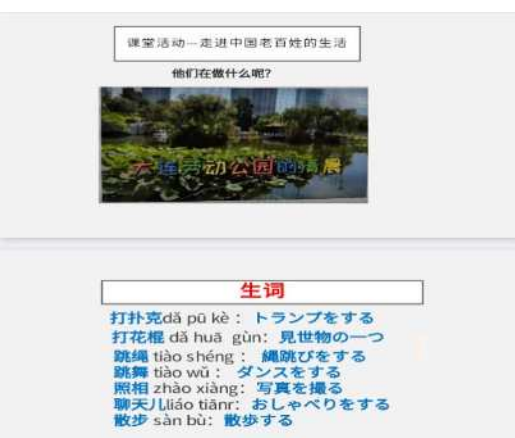 课堂活动---走进中国老百姓的生活
他们在做什么呢?
大连劳动公园的清晨
生词
打扑克dǎ pū kè：トランプをする
打花棍 dǎ huā gùn：見世物の一つ
跳绳 tiào shéng：縄跳びをする
跳舞 tiào wǔ：ダンスをする
照相 zhào xiàng：写真を撮る
聊天儿liáo tiānr：おしゃべりをする
散步 sàn bù：散歩する